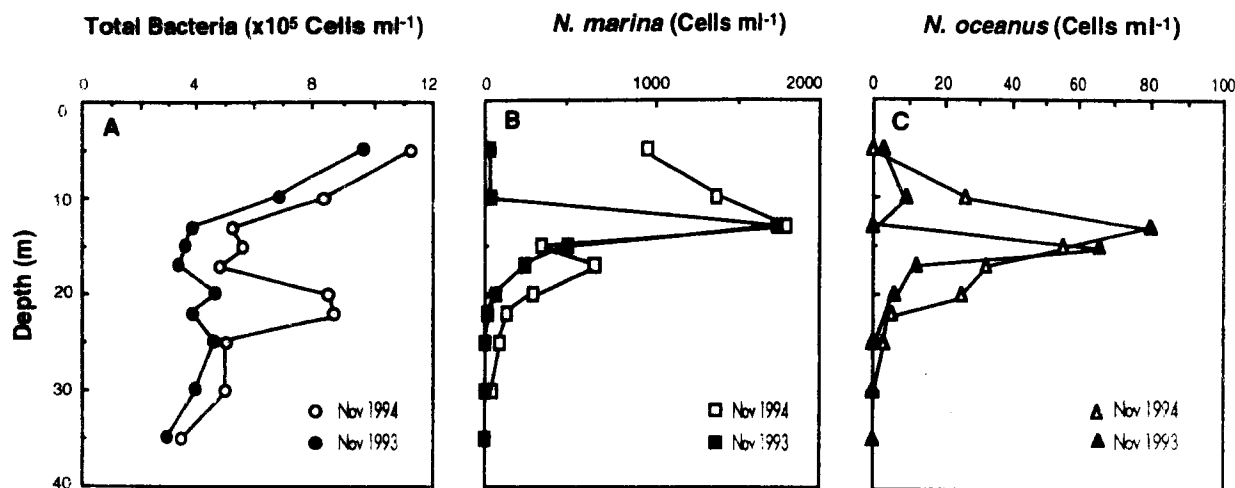 Total Bacteria (x10⁵ Cells ml⁻¹)
N. marina (Cells ml⁻¹)
N. oceanus (Cells ml⁻¹)
0 4 8 12
0 1000 2000
0 20 40 60 80 100
A
B
C
0
10
20
30
40
Depth (m)
Nov 1994
Nov 1993
Nov 1994
Nov 1993
Nov 1994
Nov 1993